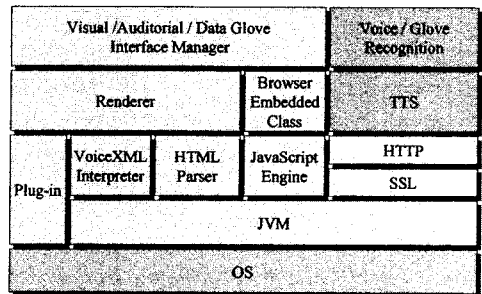 Visual /Auditorial / Data Glove
Interface Manager
Voice / Glove
Recognition
Renderer
Browser
Embedded
Class
TTS
Plug-in
VoiceXML
Interpreter
HTML
Parser
JavaScript
Engine
HTTP
SSL
JVM
OS